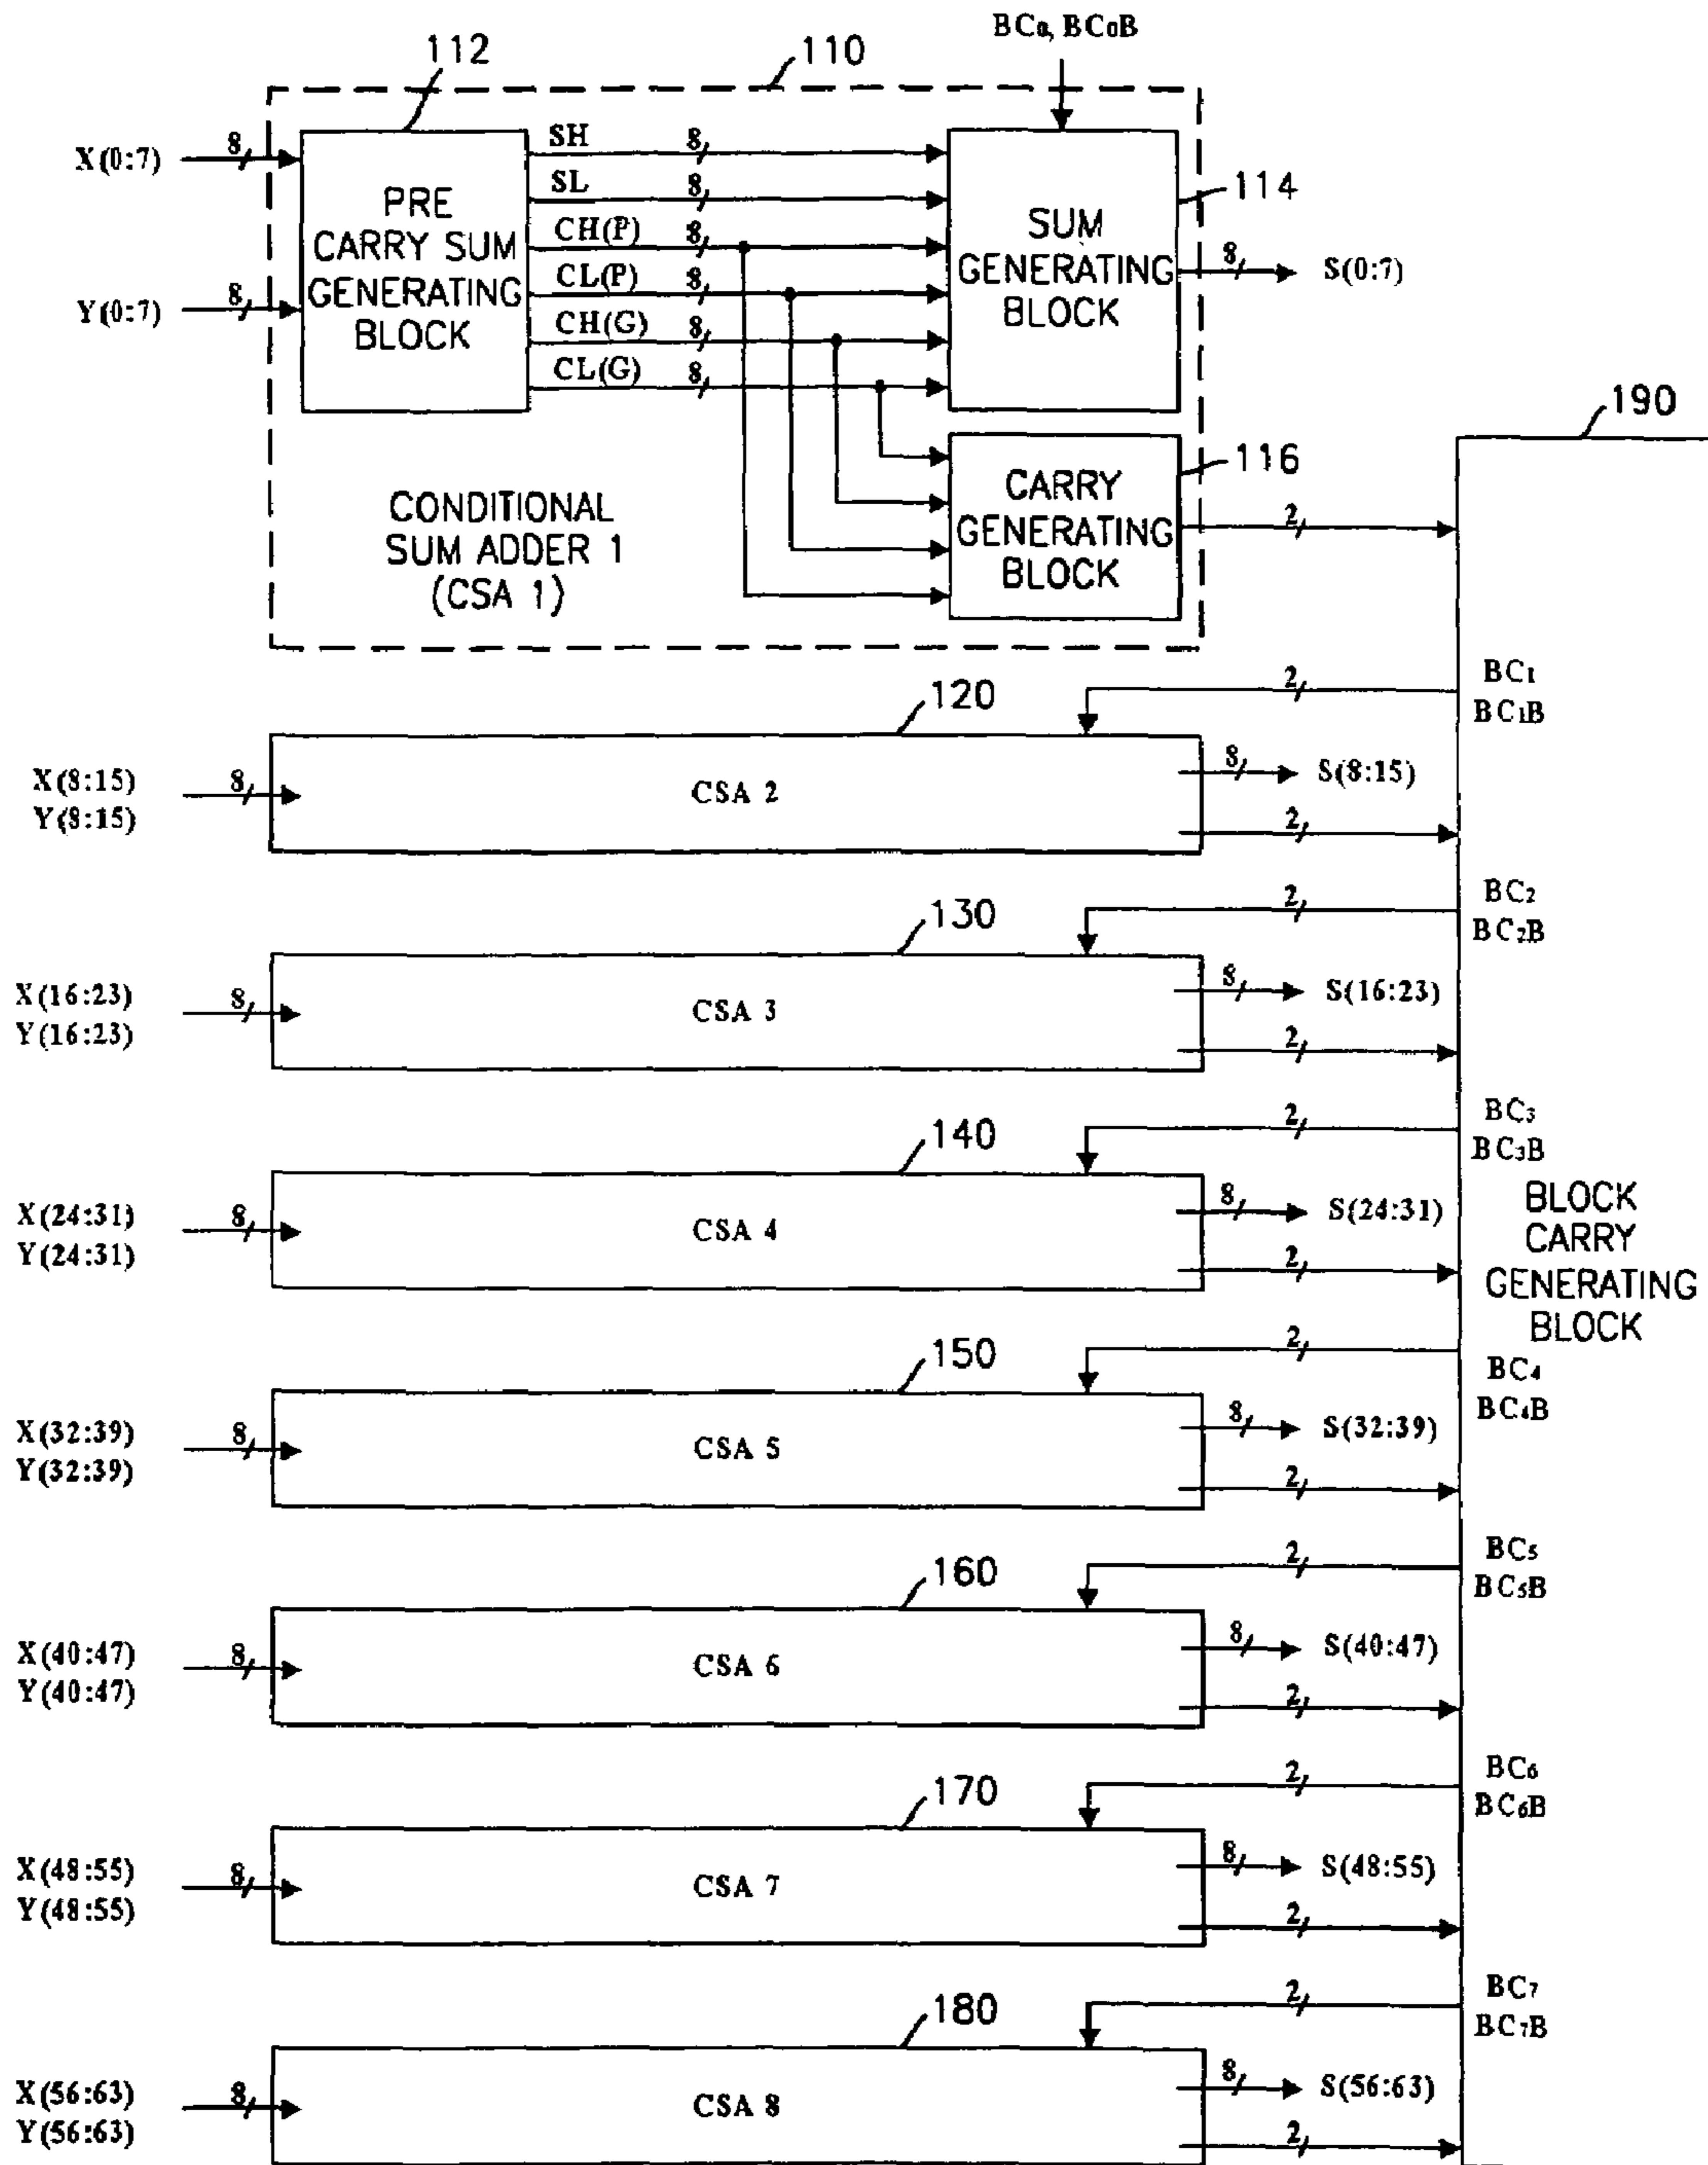 BC0, BC0B
112
110
X(0:7)
8
Y(0:7)
8
PRE
CARRY SUM
GENERATING
BLOCK
SH
8
SL
8
CH(P)
8
CL(P)
8
CH(G)
8
CL(G)
8
SUM
GENERATING
BLOCK
114
8
S(0:7)
CONDITIONAL
SUM ADDER 1
(CSA 1)
CARRY
GENERATING
BLOCK
116
2
190
BLOCK
CARRY
GENERATING
BLOCK
2
BC1
BC1B
120
X(8:15)
Y(8:15)
8
CSA 2
8
S(8:15)
2
2
BC2
BC2B
130
X(16:23)
Y(16:23)
8
CSA 3
8
S(16:23)
2
2
BC3
BC3B
140
X(24:31)
Y(24:31)
8
CSA 4
8
S(24:31)
2
2
BC4
BC4B
150
X(32:39)
Y(32:39)
8
CSA 5
8
S(32:39)
2
2
BC5
BC5B
160
X(40:47)
Y(40:47)
8
CSA 6
8
S(40:47)
2
2
BC6
BC6B
170
X(48:55)
Y(48:55)
8
CSA 7
8
S(48:55)
2
2
BC7
BC7B
180
X(56:63)
Y(56:63)
8
CSA 8
8
S(56:63)
2